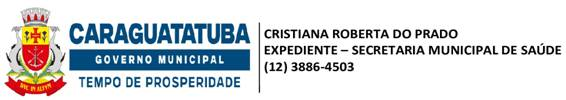 CARAGUATATUBA
GOVERNO MUNICIPAL
TEMPO DE PROSPERIDADE
CRISTIANA ROBERTA DO PRADO
EXPEDIENTE – SECRETARIA MUNICIPAL DE SAÚDE
(12) 3886-4503